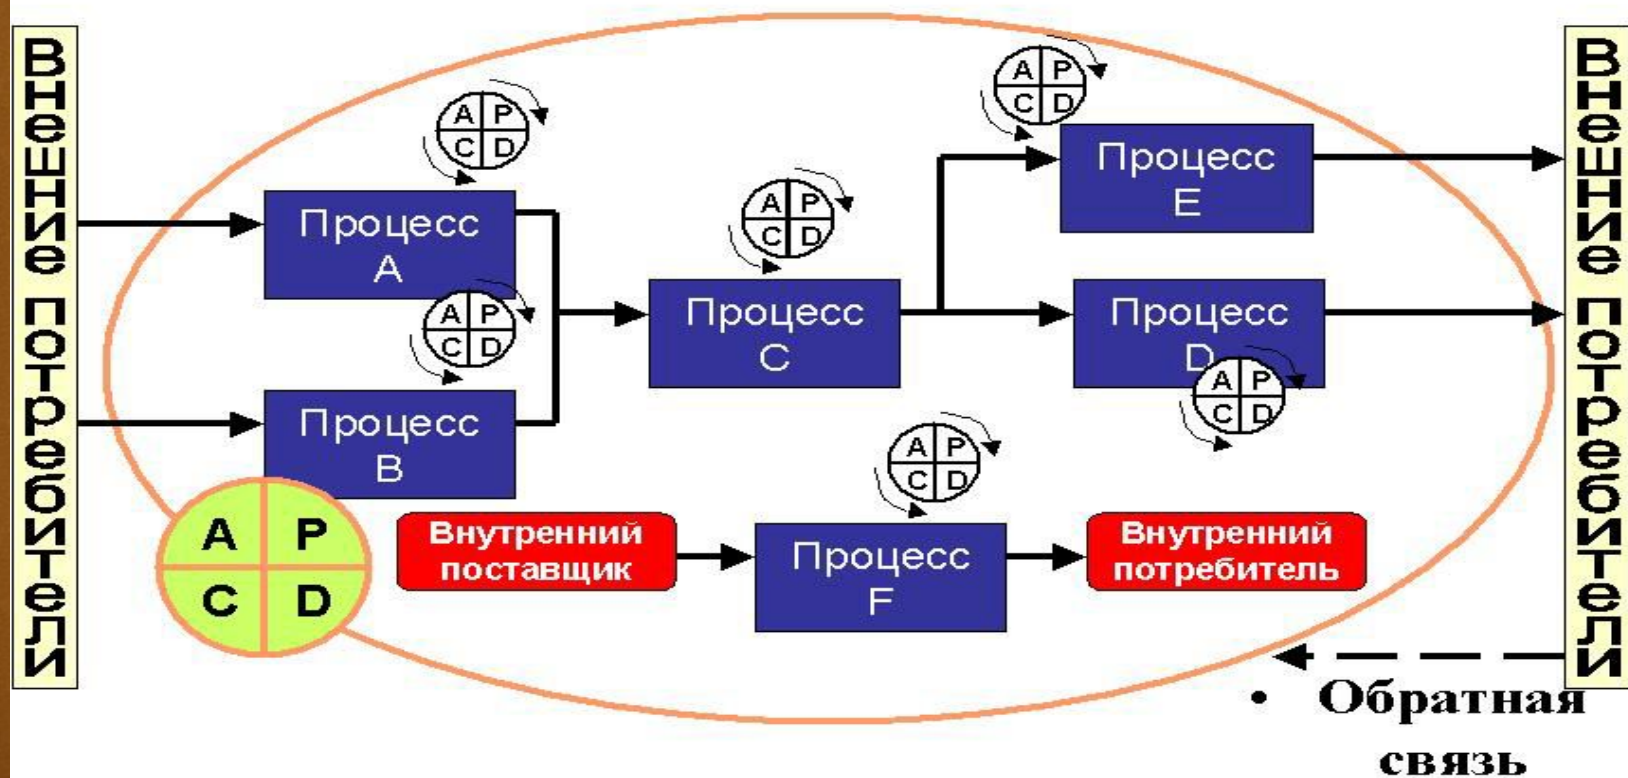 Внешние потребители
A P
C D
Процесс
A
A P
C D
Процесс
B
A P
C D
Процесс
C
A P
C D
Процесс
E
Процесс
D
A P
C D
A P
C D
A P
C D
Внутренний
поставщик
Процесс
F
Внутренний
потребитель
Внешние потребители
• Обратная
связь